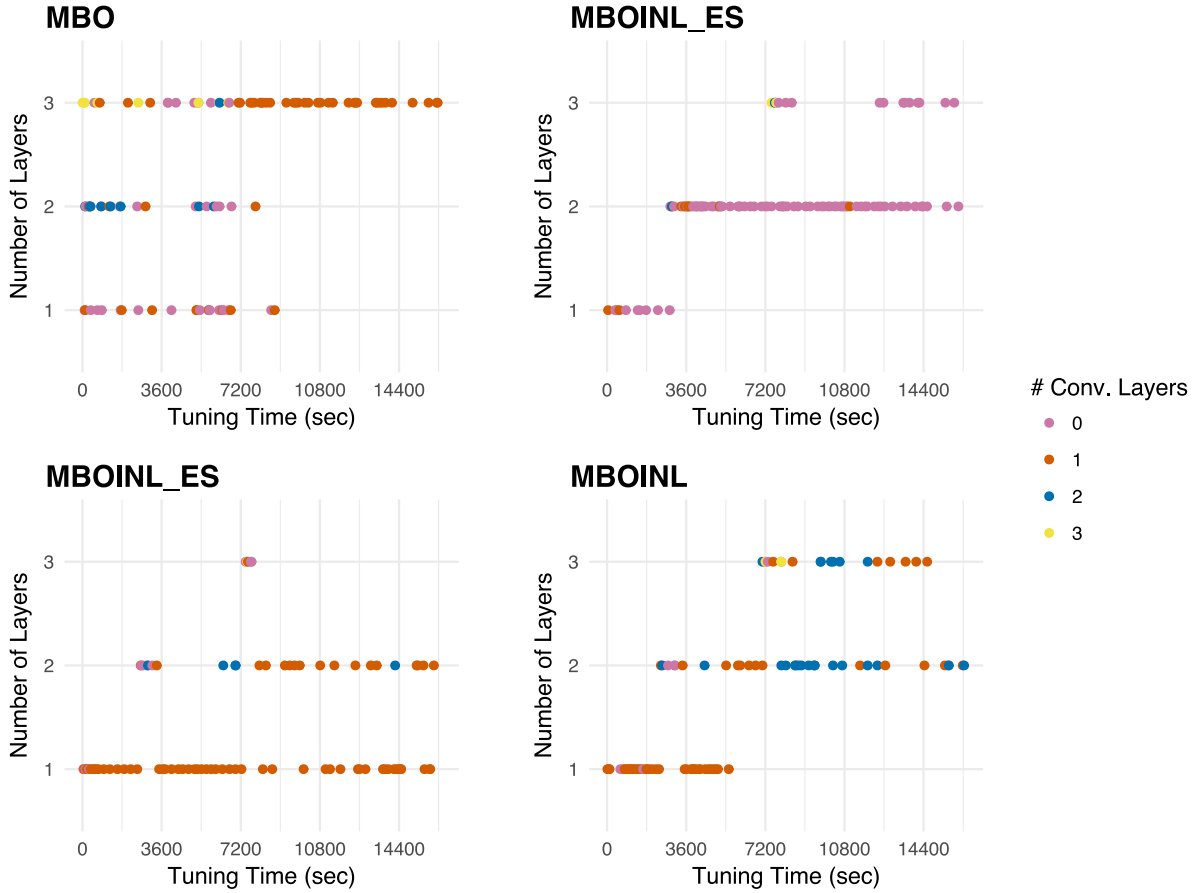 MBO
MBOINL_ES
Number of Layers
3
2
1
0 3600 7200 10800 14400
Tuning Time (sec)
Number of Layers
3
2
1
0 3600 7200 10800 14400
Tuning Time (sec)
# Conv. Layers
0
1
2
3
MBOINL_ES
MBOINL
Number of Layers
3
2
1
0 3600 7200 10800 14400
Tuning Time (sec)
Number of Layers
3
2
1
0 3600 7200 10800 14400
Tuning Time (sec)